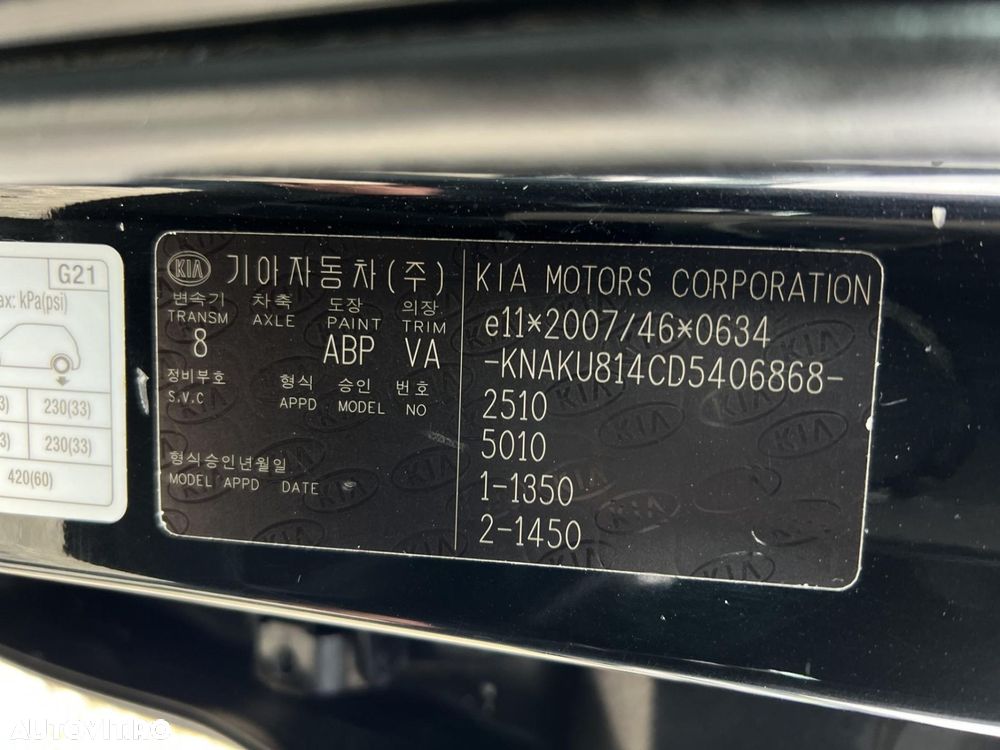 G21
ax: kPa(psi)
3) 230(33)
3) 230(33)
420(60)
KIA 기아자동차(주)
변속기 차축 도장 의장
TRANSM AXLE PAINT TRIM
8 ABP VA
정비부호 형식 승인 번호
S.V.C APPD MODEL NO
형식승인년월일
MODEL APPD DATE
KIA MOTORS CORPORATION
e11*2007/46*0634
-KNAKU814CD5406868-
2510
5010
1-1350
2-1450
AUTOVIT.RO